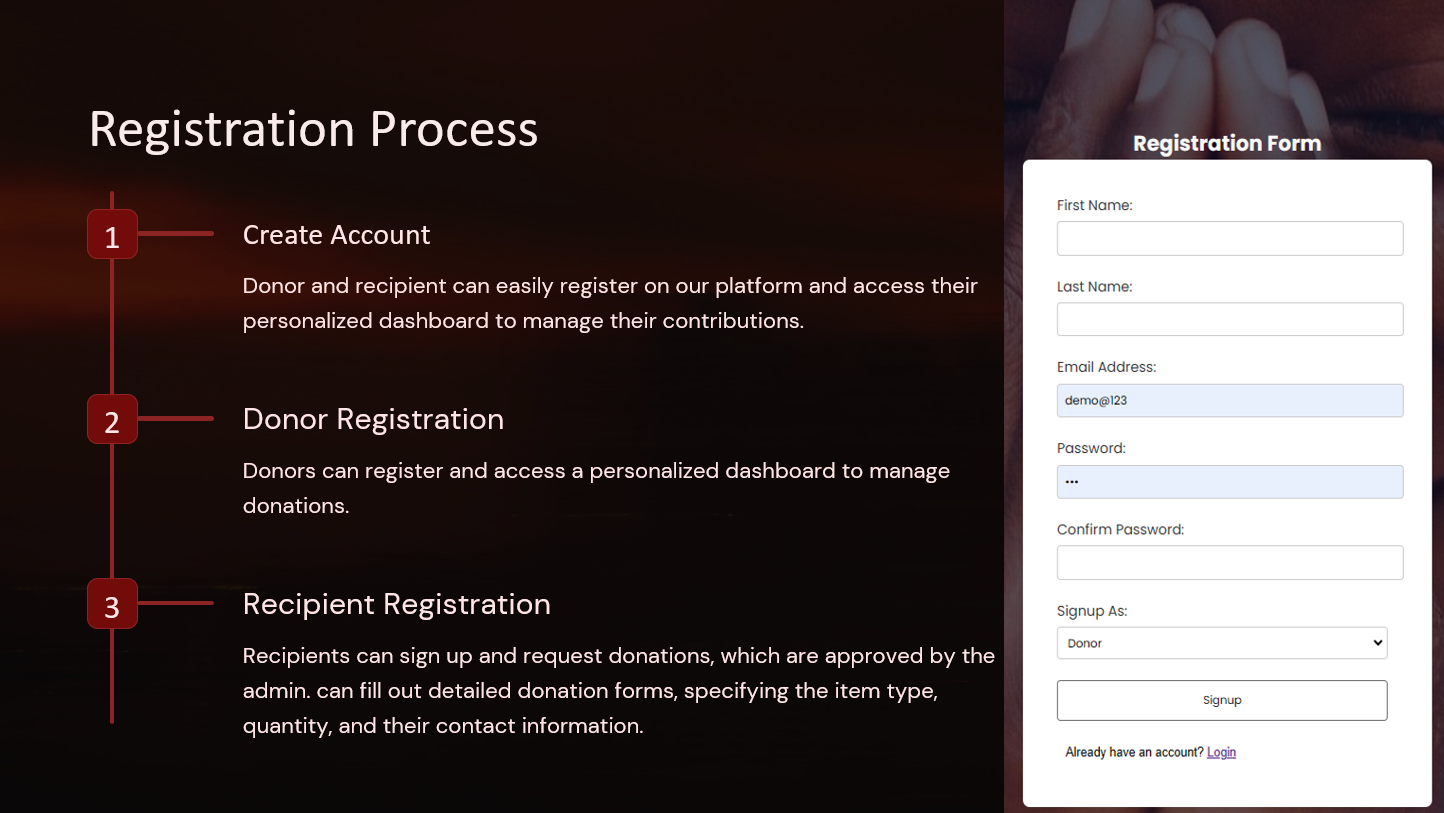 Registration Process
1
Create Account
Donor and recipient can easily register on our platform and access their
personalized dashboard to manage their contributions.
2
Donor Registration
Donors can register and access a personalized dashboard to manage
donations.
3
Recipient Registration
Recipients can sign up and request donations, which are approved by the
admin. can fill out detailed donation forms, specifying the item type,
quantity, and their contact information.
Registration Form
First Name:
Last Name:
Email Address:
demo@123
Password:
•••
Confirm Password:
Signup As:
Donor
Signup
Already have an account? Login